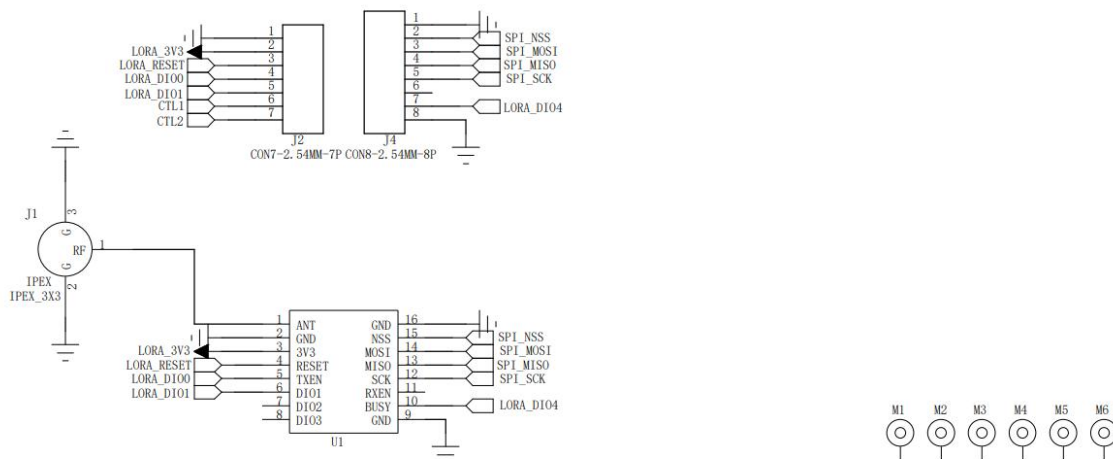 1
1 2 SPI_NSS
LORA_3V3 2 3 SPI_MOSI
LORA_RESET 3 4 SPI_MISO
LORA_DIO0 4 5 SPI_SCK
LORA_DIO1 5 6
CTL1 6 7 LORA_DIO4
CTL2 7 8
J2 J4
CON7-2.54MM-7P CON8-2.54MM-8P
J1
G 3
RF 1
G 2
IPEX
IPEX_3X3
1 ANT GND 16
2 GND NSS 15 SPI_NSS
LORA_3V3 3 3V3 MOSI 14 SPI_MOSI
LORA_RESET 4 RESET MISO 13 SPI_MISO
LORA_DIO0 5 TXEN SCK 12 SPI_SCK
LORA_DIO1 6 DIO1 RXEN 11
7 DIO2 BUSY 10 LORA_DIO4
8 DIO3 GND 9
U1
M1 M2 M3 M4 M5 M6